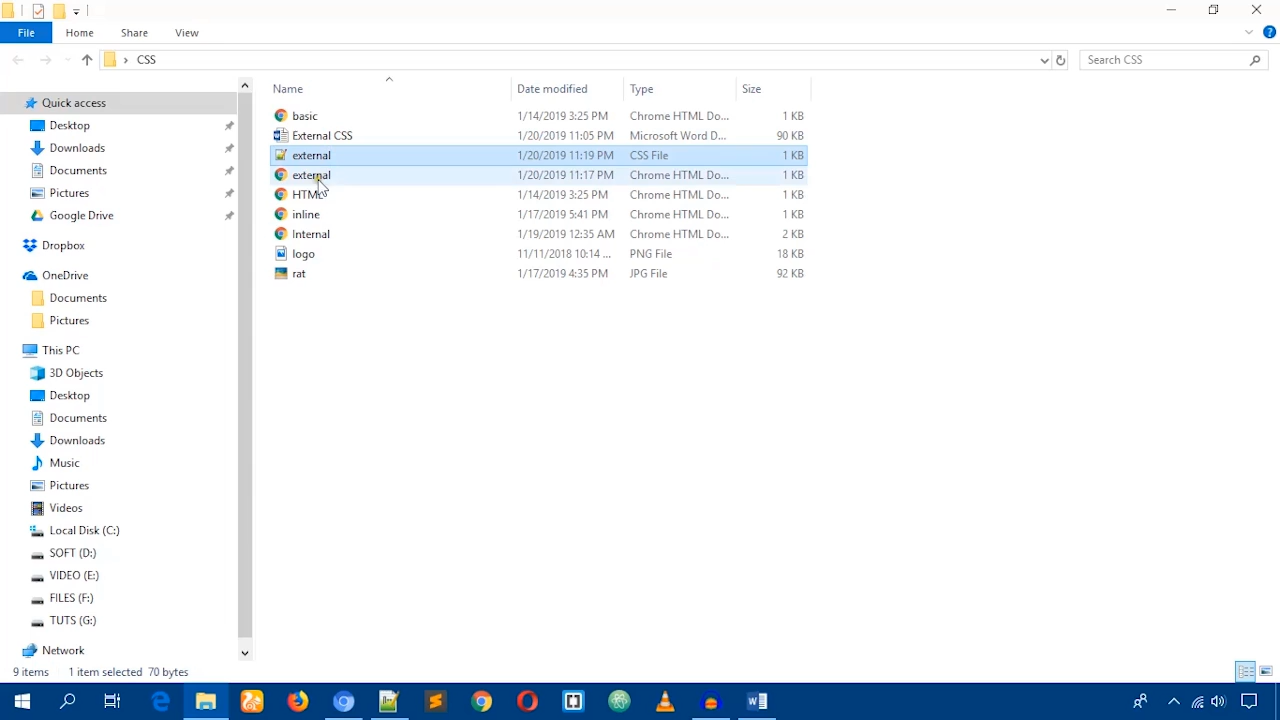 File Home Share View
CSS Search CSS
Name Date modified Type Size
basic 1/14/2019 3:25 PM Chrome HTML Do... 1 KB
External CSS 1/20/2019 11:05 PM Microsoft Word D... 90 KB
external 1/20/2019 11:19 PM CSS File 1 KB
external 1/20/2019 11:17 PM Chrome HTML Do... 1 KB
HTML 1/14/2019 3:25 PM Chrome HTML Do... 1 KB
inline 1/17/2019 5:41 PM Chrome HTML Do... 1 KB
Internal 1/19/2019 12:35 AM Chrome HTML Do... 2 KB
logo 11/11/2018 10:14 ... PNG File 18 KB
rat 1/17/2019 4:35 PM JPG File 92 KB
Quick access
Desktop
Downloads
Documents
Pictures
Google Drive
Dropbox
OneDrive
Documents
Pictures
This PC
3D Objects
Desktop
Documents
Downloads
Music
Pictures
Videos
Local Disk (C:)
SOFT (D:)
VIDEO (E:)
FILES (F:)
TUTS (G:)
Network
9 items 1 item selected 70 bytes